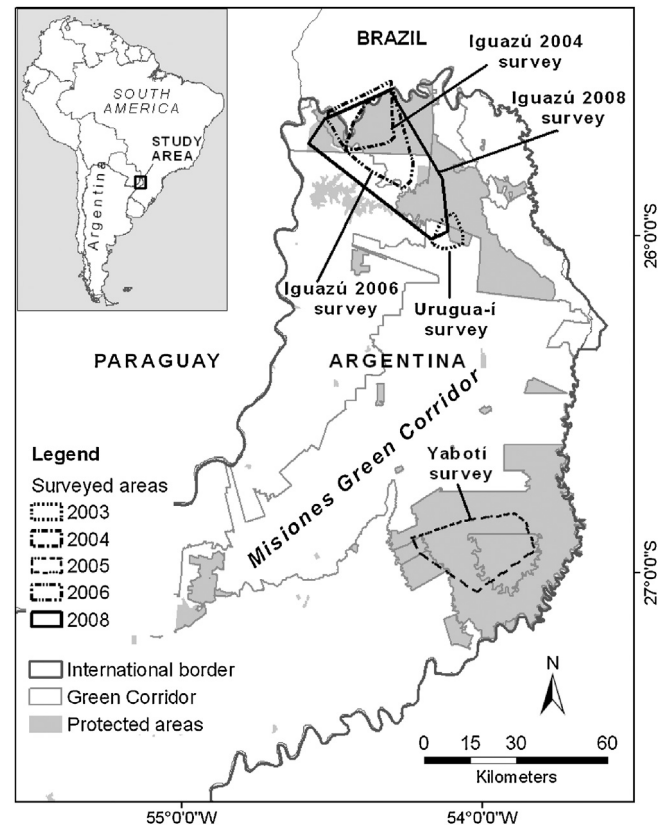 BRAZIL
Iguazú 2004
survey
Iguazú 2008
survey
SOUTH
AMERICA
STUDY
AREA
Argentina
26°0'0"S
Iguazú 2006
survey
Urugua-í
survey
PARAGUAY
ARGENTINA
Misiones Green Corridor
Yabotí
survey
Legend
Surveyed areas
2003
2004
2005
2006
2008
27°0'0"S
International border
Green Corridor
Protected areas
N
0 15 30 60
Kilometers
55°0'0"W
54°0'0"W